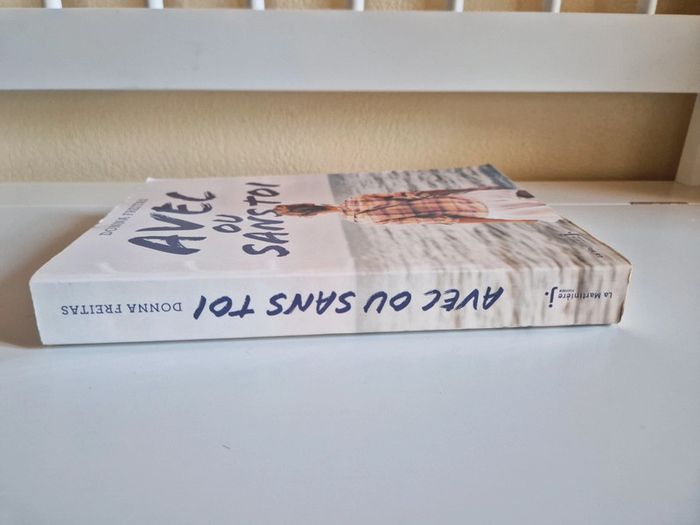 DONNA FREITAS
AVEC
OU
SANS TOI
DONNA FREITAS
AVEC OU SANS TOI
La Martinière
j.